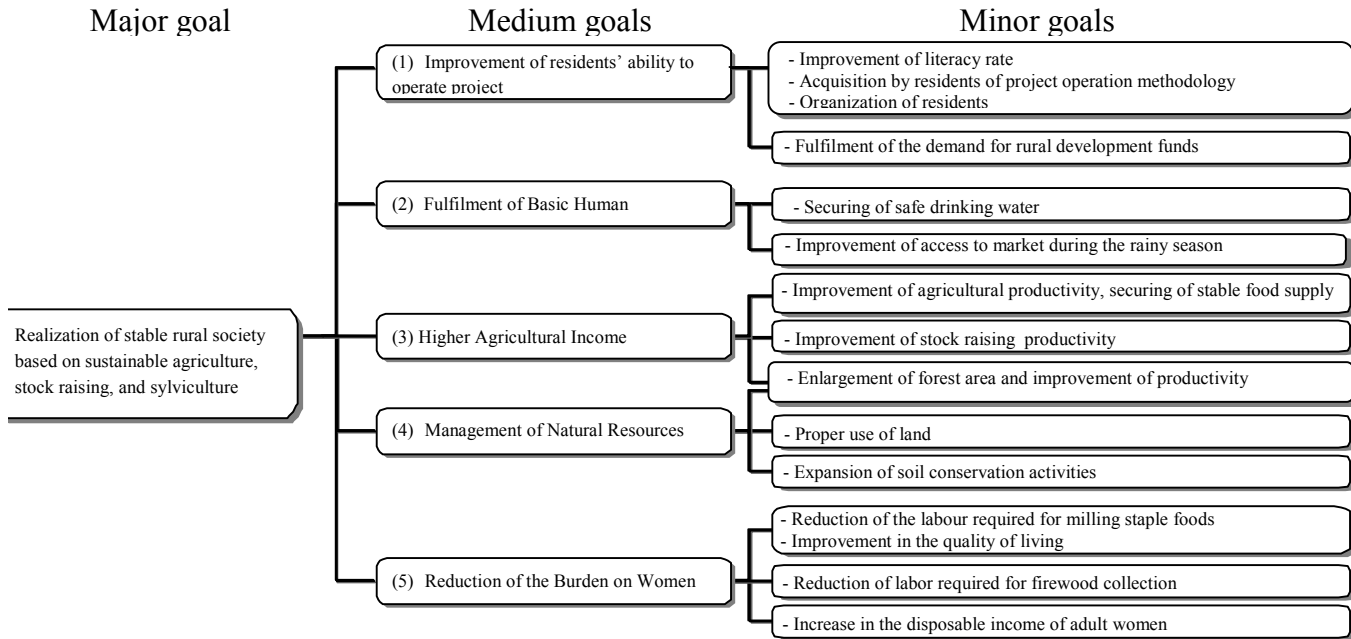 Major goal
Medium goals
Minor goals
(1) Improvement of residents' ability to
operate project
- Improvement of literacy rate
- Acquisition by residents of project operation methodology
- Organization of residents
- Fulfilment of the demand for rural development funds
(2) Fulfilment of Basic Human
- Securing of safe drinking water
- Improvement of access to market during the rainy season
Realization of stable rural society
based on sustainable agriculture,
stock raising, and sylviculture
(3) Higher Agricultural Income
- Improvement of agricultural productivity, securing of stable food supply
- Improvement of stock raising productivity
- Enlargement of forest area and improvement of productivity
(4) Management of Natural Resources
- Proper use of land
- Expansion of soil conservation activities
(5) Reduction of the Burden on Women
- Reduction of the labour required for milling staple foods
- Improvement in the quality of living
- Reduction of labor required for firewood collection
- Increase in the disposable income of adult women